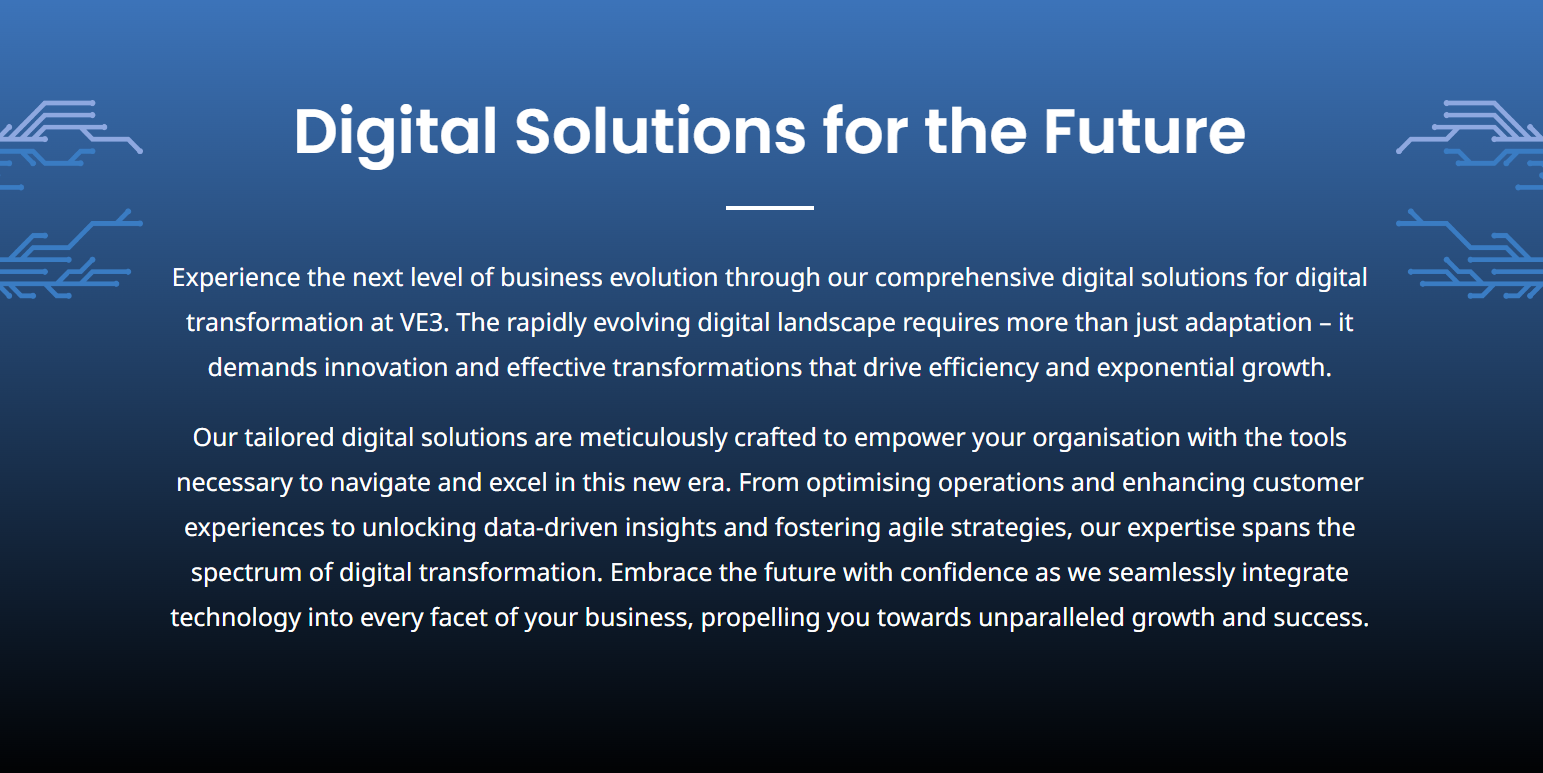 Digital Solutions for the Future
Experience the next level of business evolution through our comprehensive digital solutions for digital
transformation at VE3. The rapidly evolving digital landscape requires more than just adaptation – it
demands innovation and effective transformations that drive efficiency and exponential growth.
Our tailored digital solutions are meticulously crafted to empower your organisation with the tools
necessary to navigate and excel in this new era. From optimising operations and enhancing customer
experiences to unlocking data-driven insights and fostering agile strategies, our expertise spans the
spectrum of digital transformation. Embrace the future with confidence as we seamlessly integrate
technology into every facet of your business, propelling you towards unparalleled growth and success.